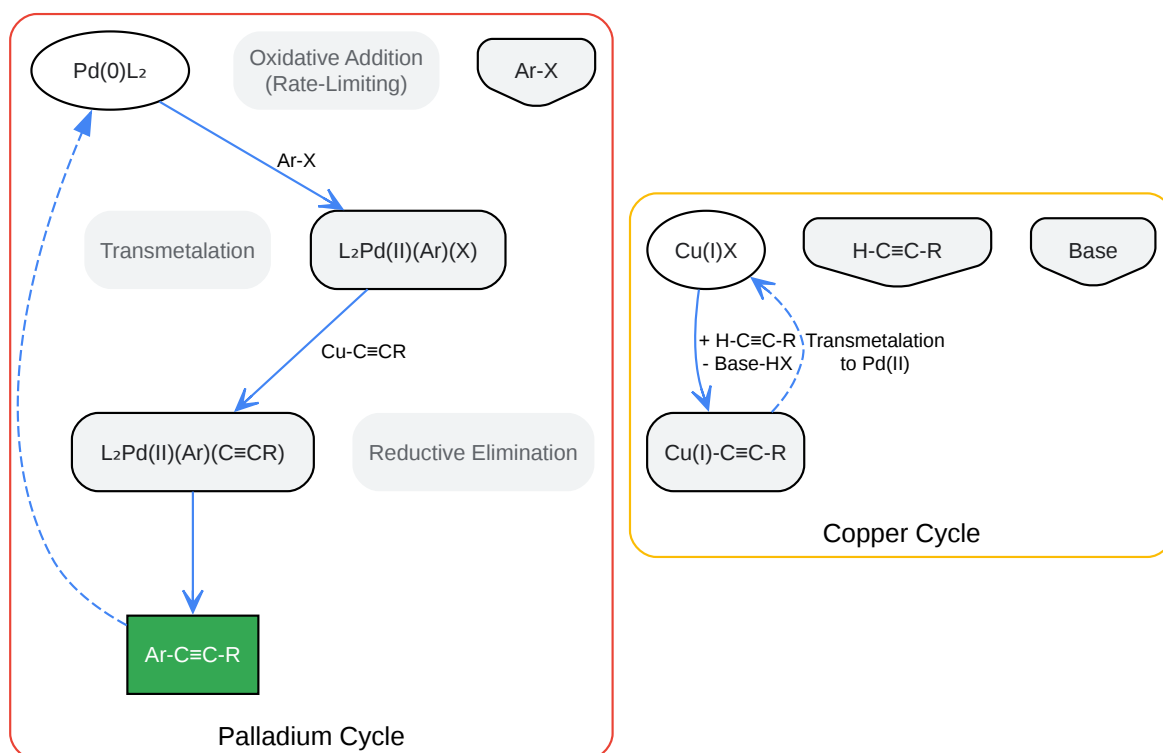 Pd(0)L₂
Oxidative Addition
(Rate-Limiting)
Ar-X
Ar-X
Transmetalation
L₂Pd(II)(Ar)(X)
Cu-C≡CR
L₂Pd(II)(Ar)(C≡CR)
Reductive Elimination
Ar-C≡C-R
Palladium Cycle
Cu(I)X
H-C≡C-R
Base
+ H-C≡C-R
- Base-HX
Transmetalation
to Pd(II)
Cu(I)-C≡C-R
Copper Cycle